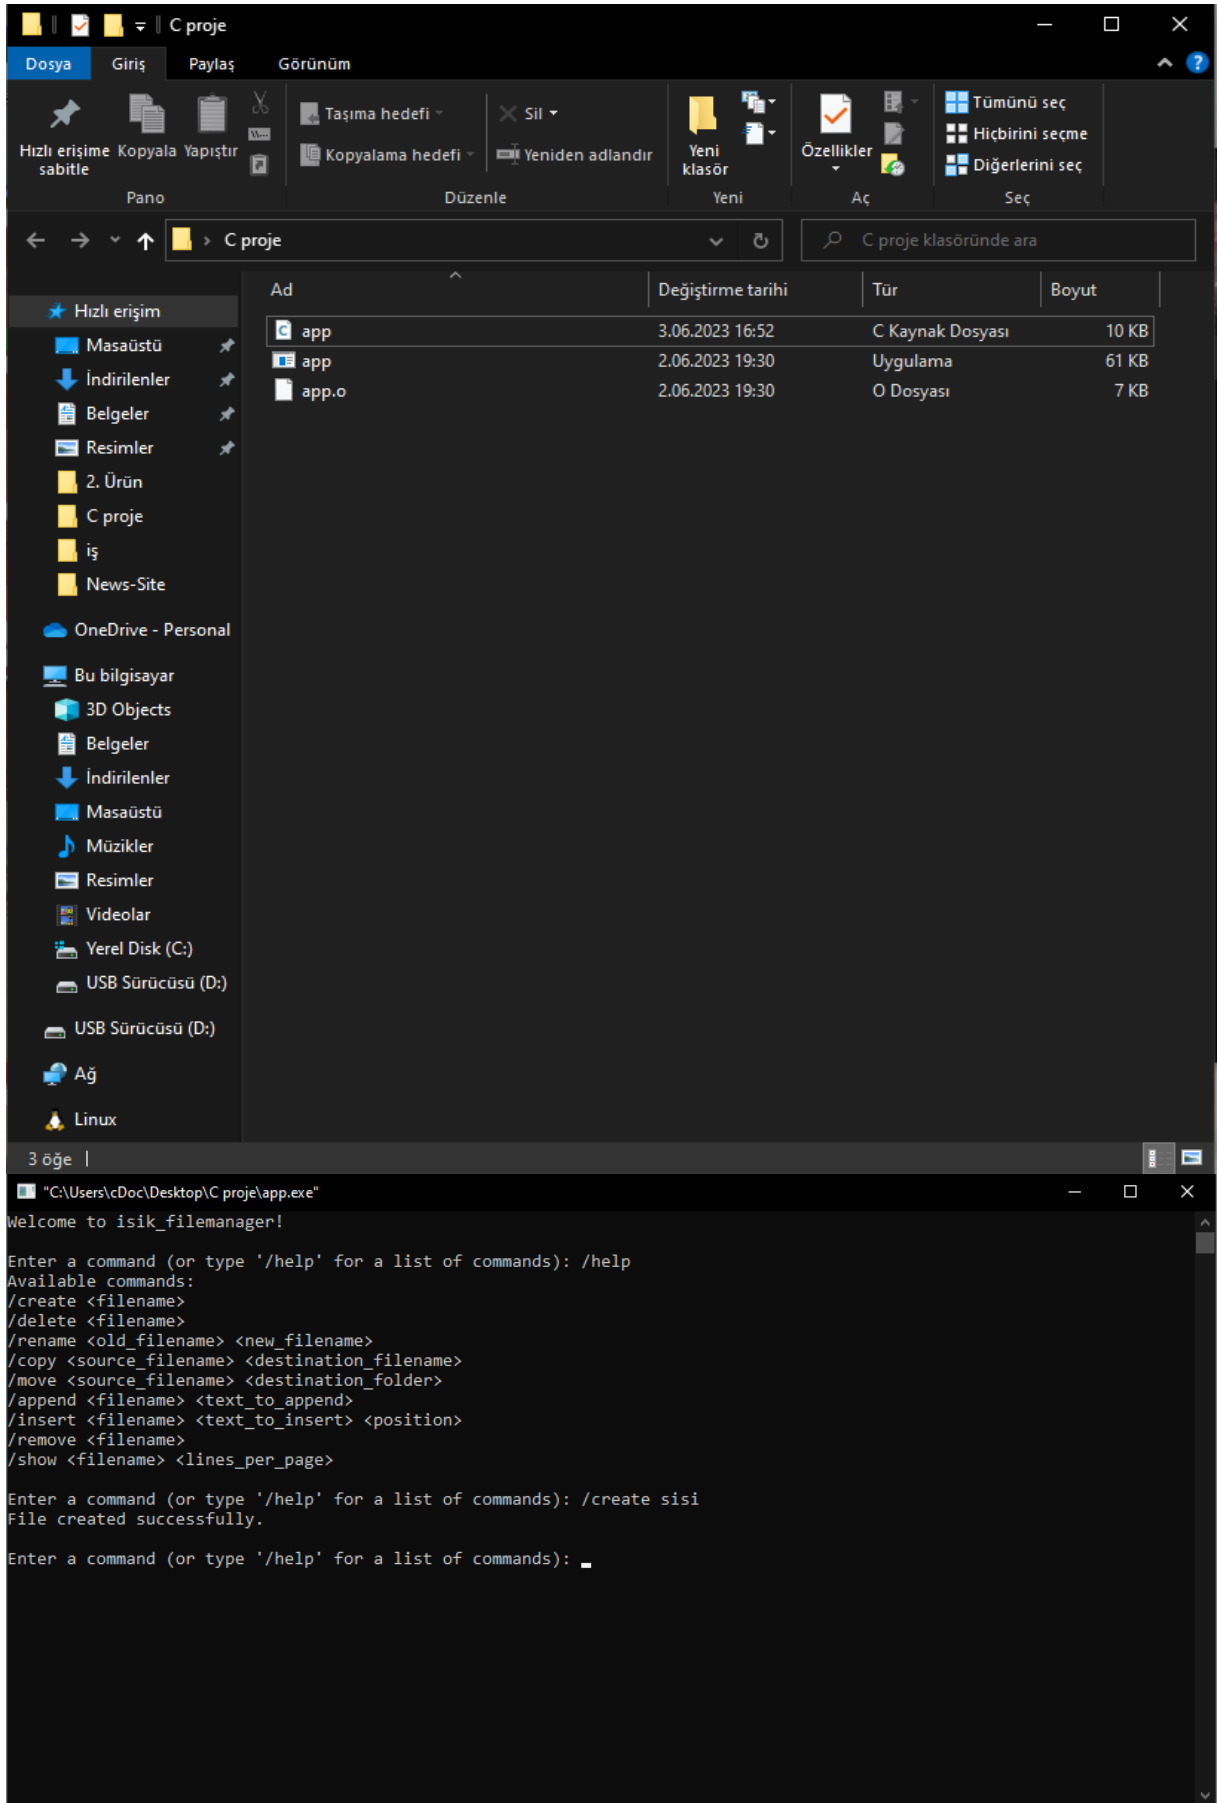 C proje
Dosya Giriş Paylaş Görünüm
Hızlı erişime sabitle
Kopyala
Yapıştır
Pano
Taşıma hedefi
Kopyalama hedefi
Sil
Yeniden adlandır
Düzenle
Yeni klasör
Yeni
Özellikler
Aç
Tümünü seç
Hiçbirini seçme
Diğerlerini seç
Seç
C proje
C proje klasöründe ara
Ad Değiştirme tarihi Tür Boyut
app 3.06.2023 16:52 C Kaynak Dosyası 10 KB
app 2.06.2023 19:30 Uygulama 61 KB
app.o 2.06.2023 19:30 O Dosyası 7 KB
Hızlı erişim
Masaüstü
İndirilenler
Belgeler
Resimler
2. Ürün
C proje
iş
News-Site
OneDrive - Personal
Bu bilgisayar
3D Objects
Belgeler
İndirilenler
Masaüstü
Müzikler
Resimler
Videolar
Yerel Disk (C:)
USB Sürücüsü (D:)
USB Sürücüsü (D:)
Ağ
Linux
3 öğe
"C:\Users\cDoc\Desktop\C proje\app.exe"
Welcome to isik_filemanager!
Enter a command (or type '/help' for a list of commands): /help
Available commands:
/create <filename>
/delete <filename>
/rename <old_filename> <new_filename>
/copy <source_filename> <destination_filename>
/move <source_filename> <destination_folder>
/append <filename> <text_to_append>
/insert <filename> <text_to_insert> <position>
/remove <filename>
/show <filename> <lines_per_page>
Enter a command (or type '/help' for a list of commands): /create sisi
File created successfully.
Enter a command (or type '/help' for a list of commands):